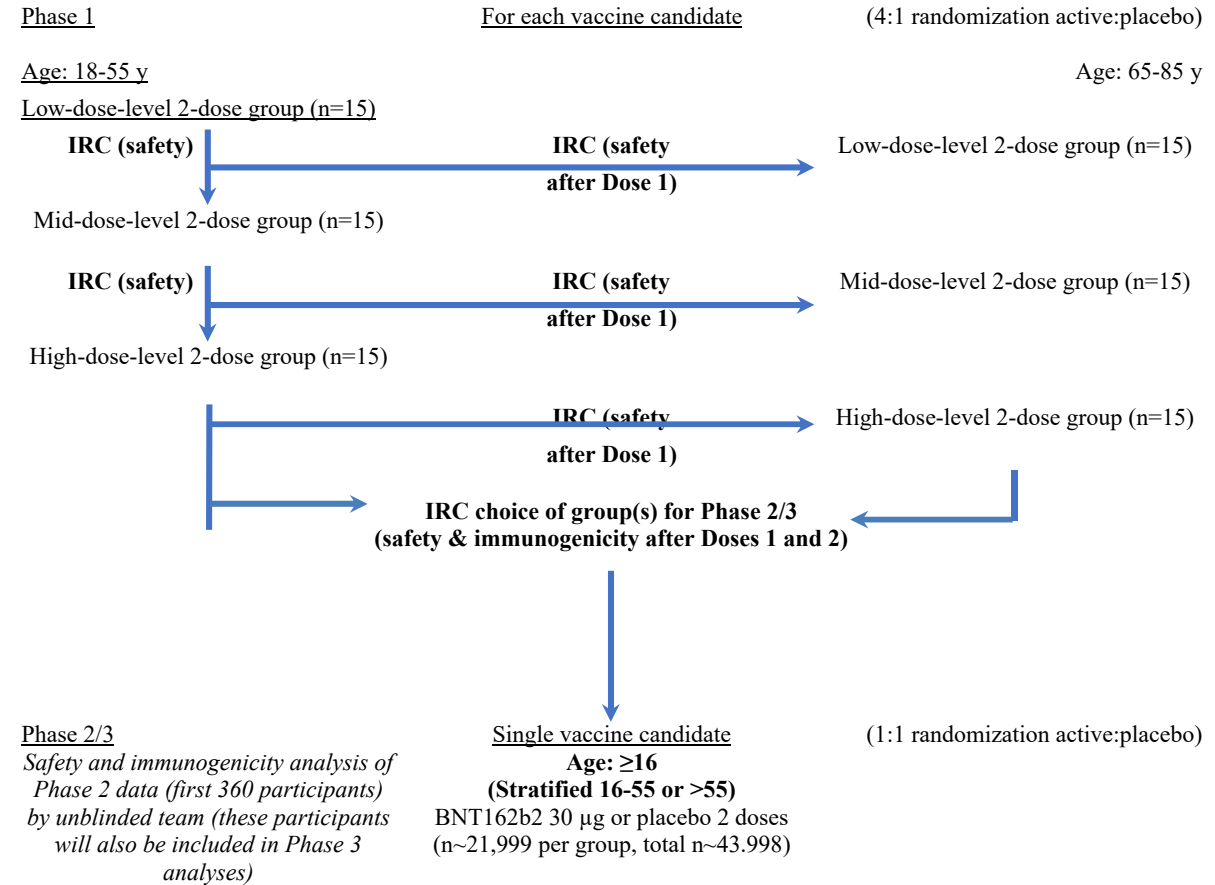 Phase 1 For each vaccine candidate (4:1 randomization active:placebo)
Age: 18-55 y Age: 65-85 y
Low-dose-level 2-dose group (n=15)
IRC (safety) IRC (safety Low-dose-level 2-dose group (n=15)
after Dose 1)
Mid-dose-level 2-dose group (n=15)
IRC (safety) IRC (safety Mid-dose-level 2-dose group (n=15)
after Dose 1)
High-dose-level 2-dose group (n=15)
IRC (safety High-dose-level 2-dose group (n=15)
after Dose 1)
IRC choice of group(s) for Phase 2/3
(safety & immunogenicity after Doses 1 and 2)
Phase 2/3 Single vaccine candidate (1:1 randomization active:placebo)
Safety and immunogenicity analysis of
Phase 2 data (first 360 participants)
by unblinded team (these participants
will also be included in Phase 3
analyses)
Age: ≥16
(Stratified 16-55 or >55)
BNT162b2 30 µg or placebo 2 doses
(n~21,999 per group, total n~43.998)